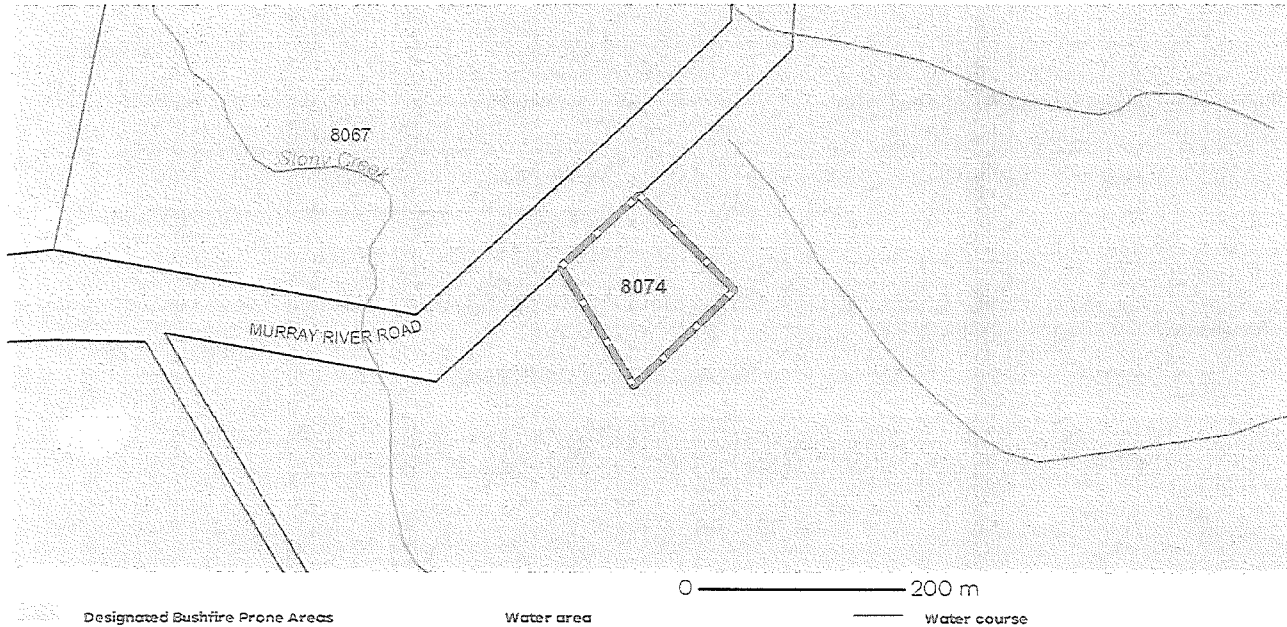 8067
Stony Creek
8074
MURRAY RIVER ROAD
0 200 m
Designated Bushfire Prone Areas Water area Water course